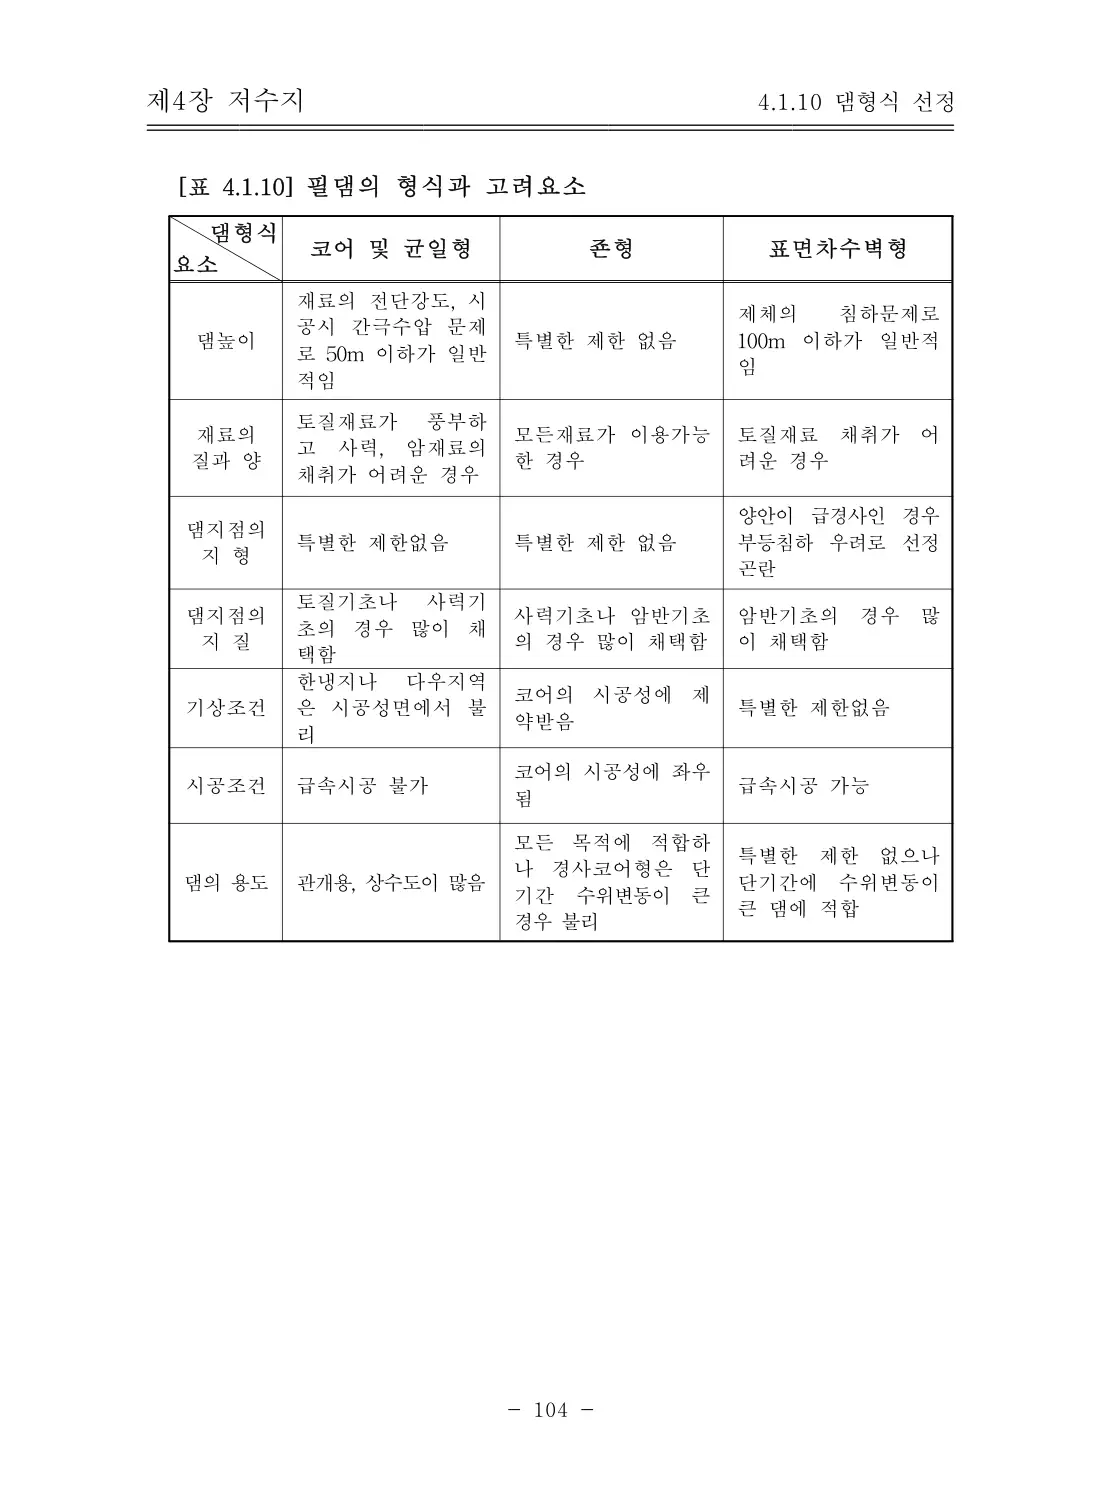 제4장 저수지
4.1.10 댐형식 선정
[표 4.1.10] 필댐의 형식과 고려요소
댐형식
요소
코어 및 균일형
죤형
표면차수벽형
댐높이
재료의 전단강도, 시
공시 간극수압 문제
로 50m 이하가 일반
적임
특별한 제한 없음
제체의 침하문제로
100m 이하가 일반적
임
재료의
질과 양
토질재료가 풍부하
고 사력, 암재료의
채취가 어려운 경우
모든재료가 이용가능
한 경우
토질재료 채취가 어
려운 경우
댐지점의
지 형
특별한 제한없음
특별한 제한 없음
양안이 급경사인 경우
부등침하 우려로 선정
곤란
댐지점의
지 질
토질기초나 사력기
초의 경우 많이 채
택함
사력기초나 암반기초
의 경우 많이 채택함
암반기초의 경우 많
이 채택함
기상조건
한냉지나 다우지역
은 시공성면에서 불
리
코어의 시공성에 제
약받음
특별한 제한없음
시공조건
급속시공 불가
코어의 시공성에 좌우
됨
급속시공 가능
댐의 용도
관개용, 상수도이 많음
모든 목적에 적합하
나 경사코어형은 단
기간 수위변동이 큰
경우 불리
특별한 제한 없으나
단기간에 수위변동이
큰 댐에 적합
- 104 -